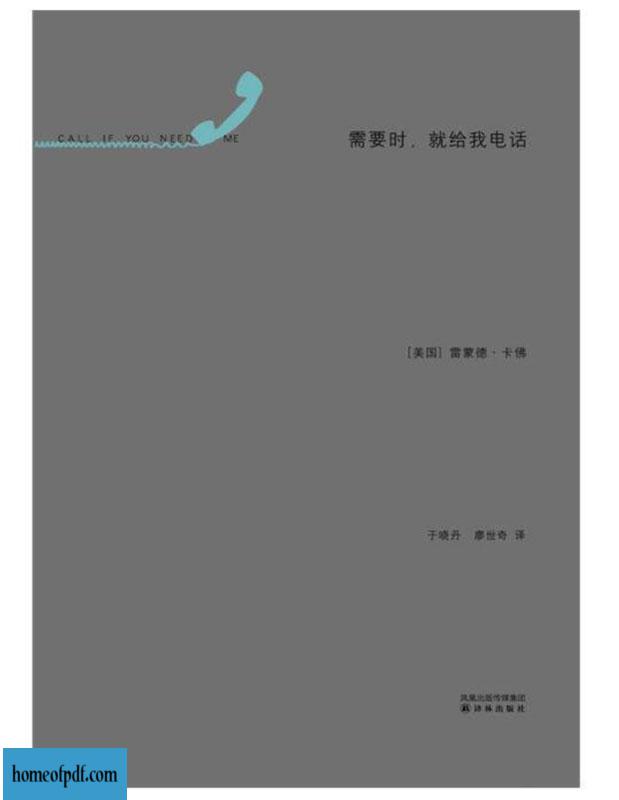 CALL IF YOU NEED ME
需要时，就给我电话
[美国] 雷蒙德·卡佛
于晓丹 廖世奇 译
凤凰出版传媒集团
译林出版社
homeofpdf.com